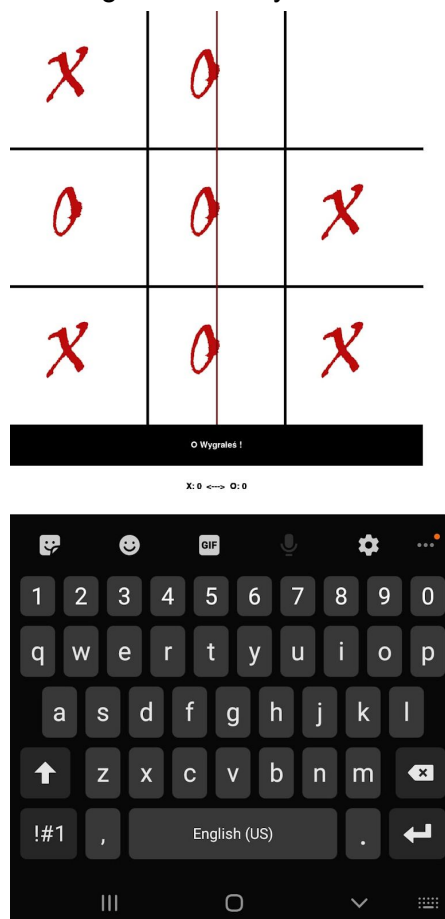 X O
O O X
X O X
O Wygrałeś !
X: 0 <---> O: 0
GIF
1 2 3 4 5 6 7 8 9 0
q w e r t y u i o p
a s d f g h j k l
z x c v b n m
!#1 , English (US) .